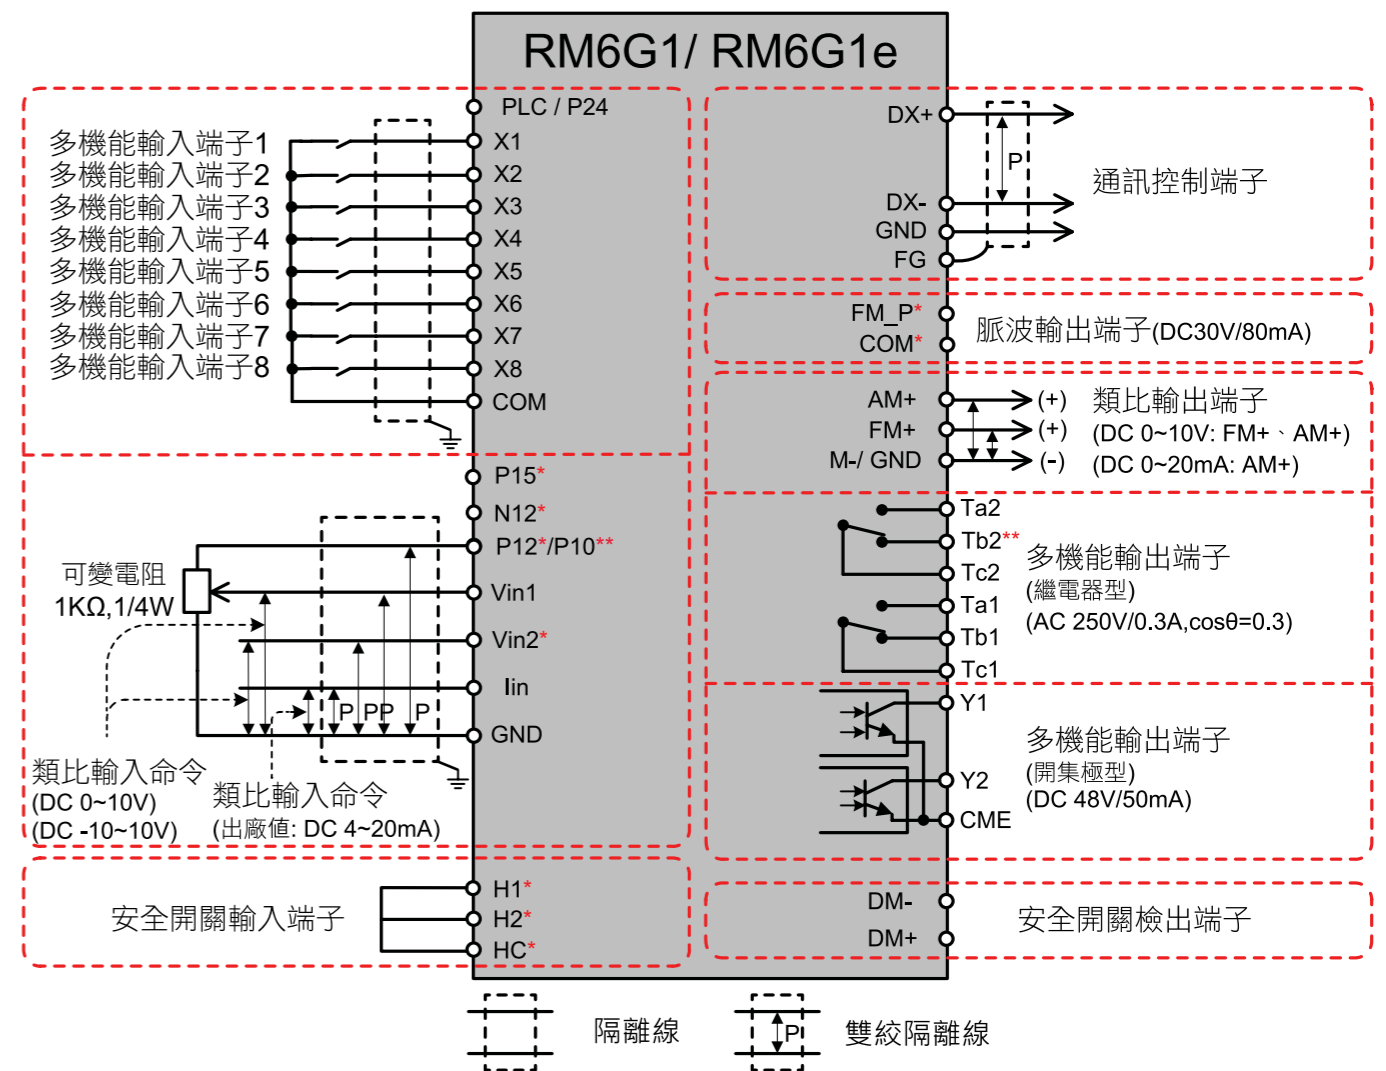 RM6G1/ RM6G1e
PLC / P24
多機能輸入端子1
X1
多機能輸入端子2
X2
多機能輸入端子3
X3
多機能輸入端子4
X4
多機能輸入端子5
X5
多機能輸入端子6
X6
多機能輸入端子7
X7
多機能輸入端子8
X8
COM
P15*
N12*
P12*/P10**
可變電阻
1KΩ,1/4W
Vin1
Vin2*
Iin
P
P
P
P
GND
類比輸入命令
(DC 0~10V)
(DC -10~10V)
類比輸入命令
(出廠值: DC 4~20mA)
安全開關輸入端子
H1*
H2*
HC*
DX+
P
DX-
GND
FG
通訊控制端子
FM_P*
COM*
脈波輸出端子(DC30V/80mA)
AM+
(+)
FM+
(+)
M-/ GND
(-)
類比輸出端子
(DC 0~10V: FM+、AM+)
(DC 0~20mA: AM+)
Ta2
Tb2**
Tc2
Ta1
Tb1
Tc1
多機能輸出端子
(繼電器型)
(AC 250V/0.3A,cosθ=0.3)
Y1
Y2
CME
多機能輸出端子
(開集極型)
(DC 48V/50mA)
DM-
DM+
安全開關檢出端子
隔離線
P
雙絞隔離線